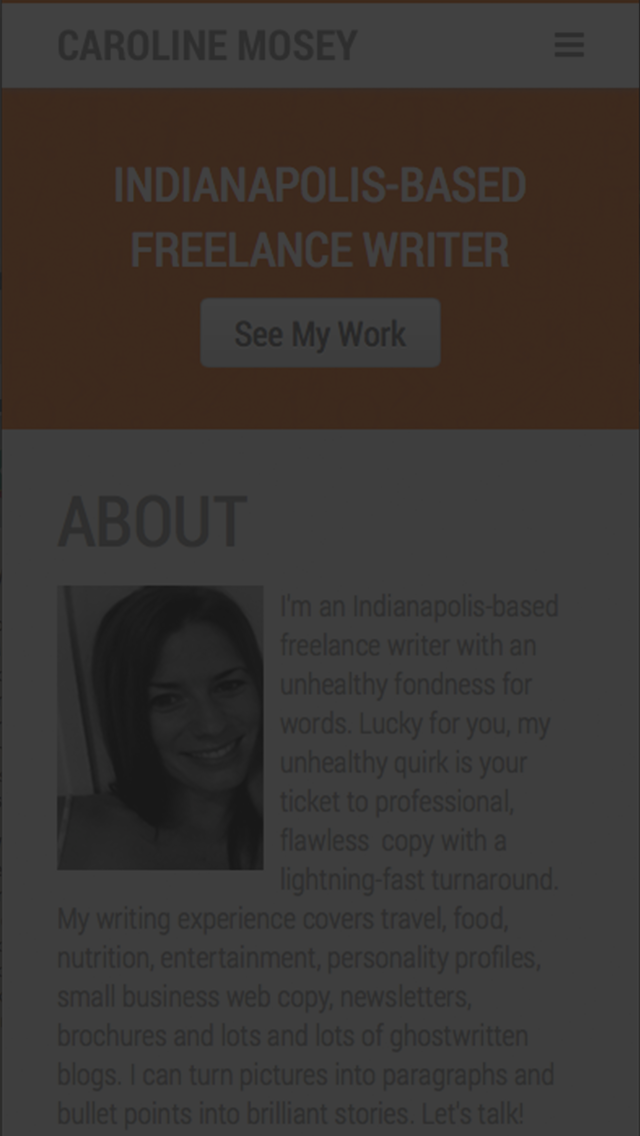 CAROLINE MOSEY
INDIANAPOLIS-BASED
FREELANCE WRITER
See My Work
ABOUT
I'm an Indianapolis-based
freelance writer with an
unhealthy fondness for
words. Lucky for you, my
unhealthy quirk is your
ticket to professional,
flawless copy with a
lightning-fast turnaround.
My writing experience covers travel, food,
nutrition, entertainment, personality profiles,
small business web copy, newsletters,
brochures and lots and lots of ghostwritten
blogs. I can turn pictures into paragraphs and
bullet points into brilliant stories. Let's talk!